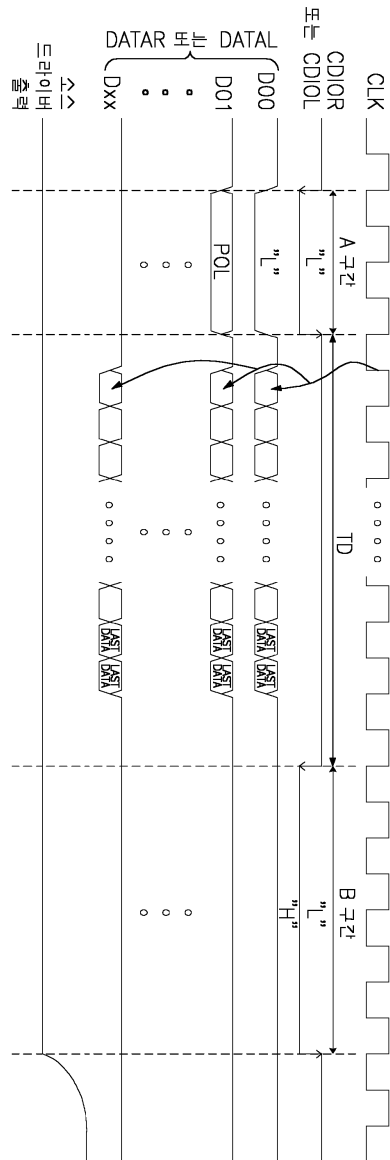 CLK
CDIOR
또는 CDIOL
A 구간
"L"
TD
B 구간
"L"
"H"
DATAR 또는 DATAL
D00
"L"
LAST DATA
LAST DATA
D01
POL
LAST DATA
LAST DATA
Dxx
LAST DATA
LAST DATA
소스
드라이버
출력